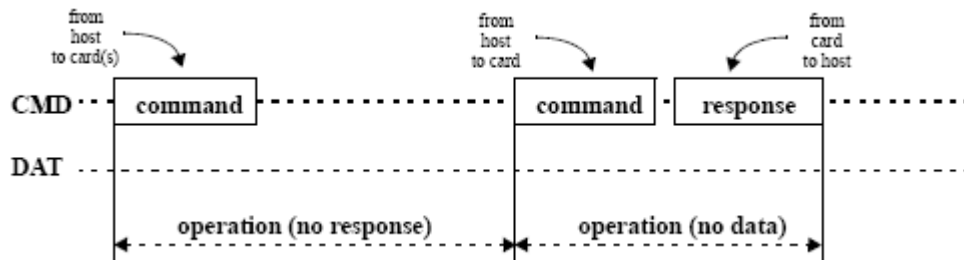 from
host
to card(s)
from
host
to card
from
card
to host
CMD
command
command
response
DAT
operation (no response)
operation (no data)